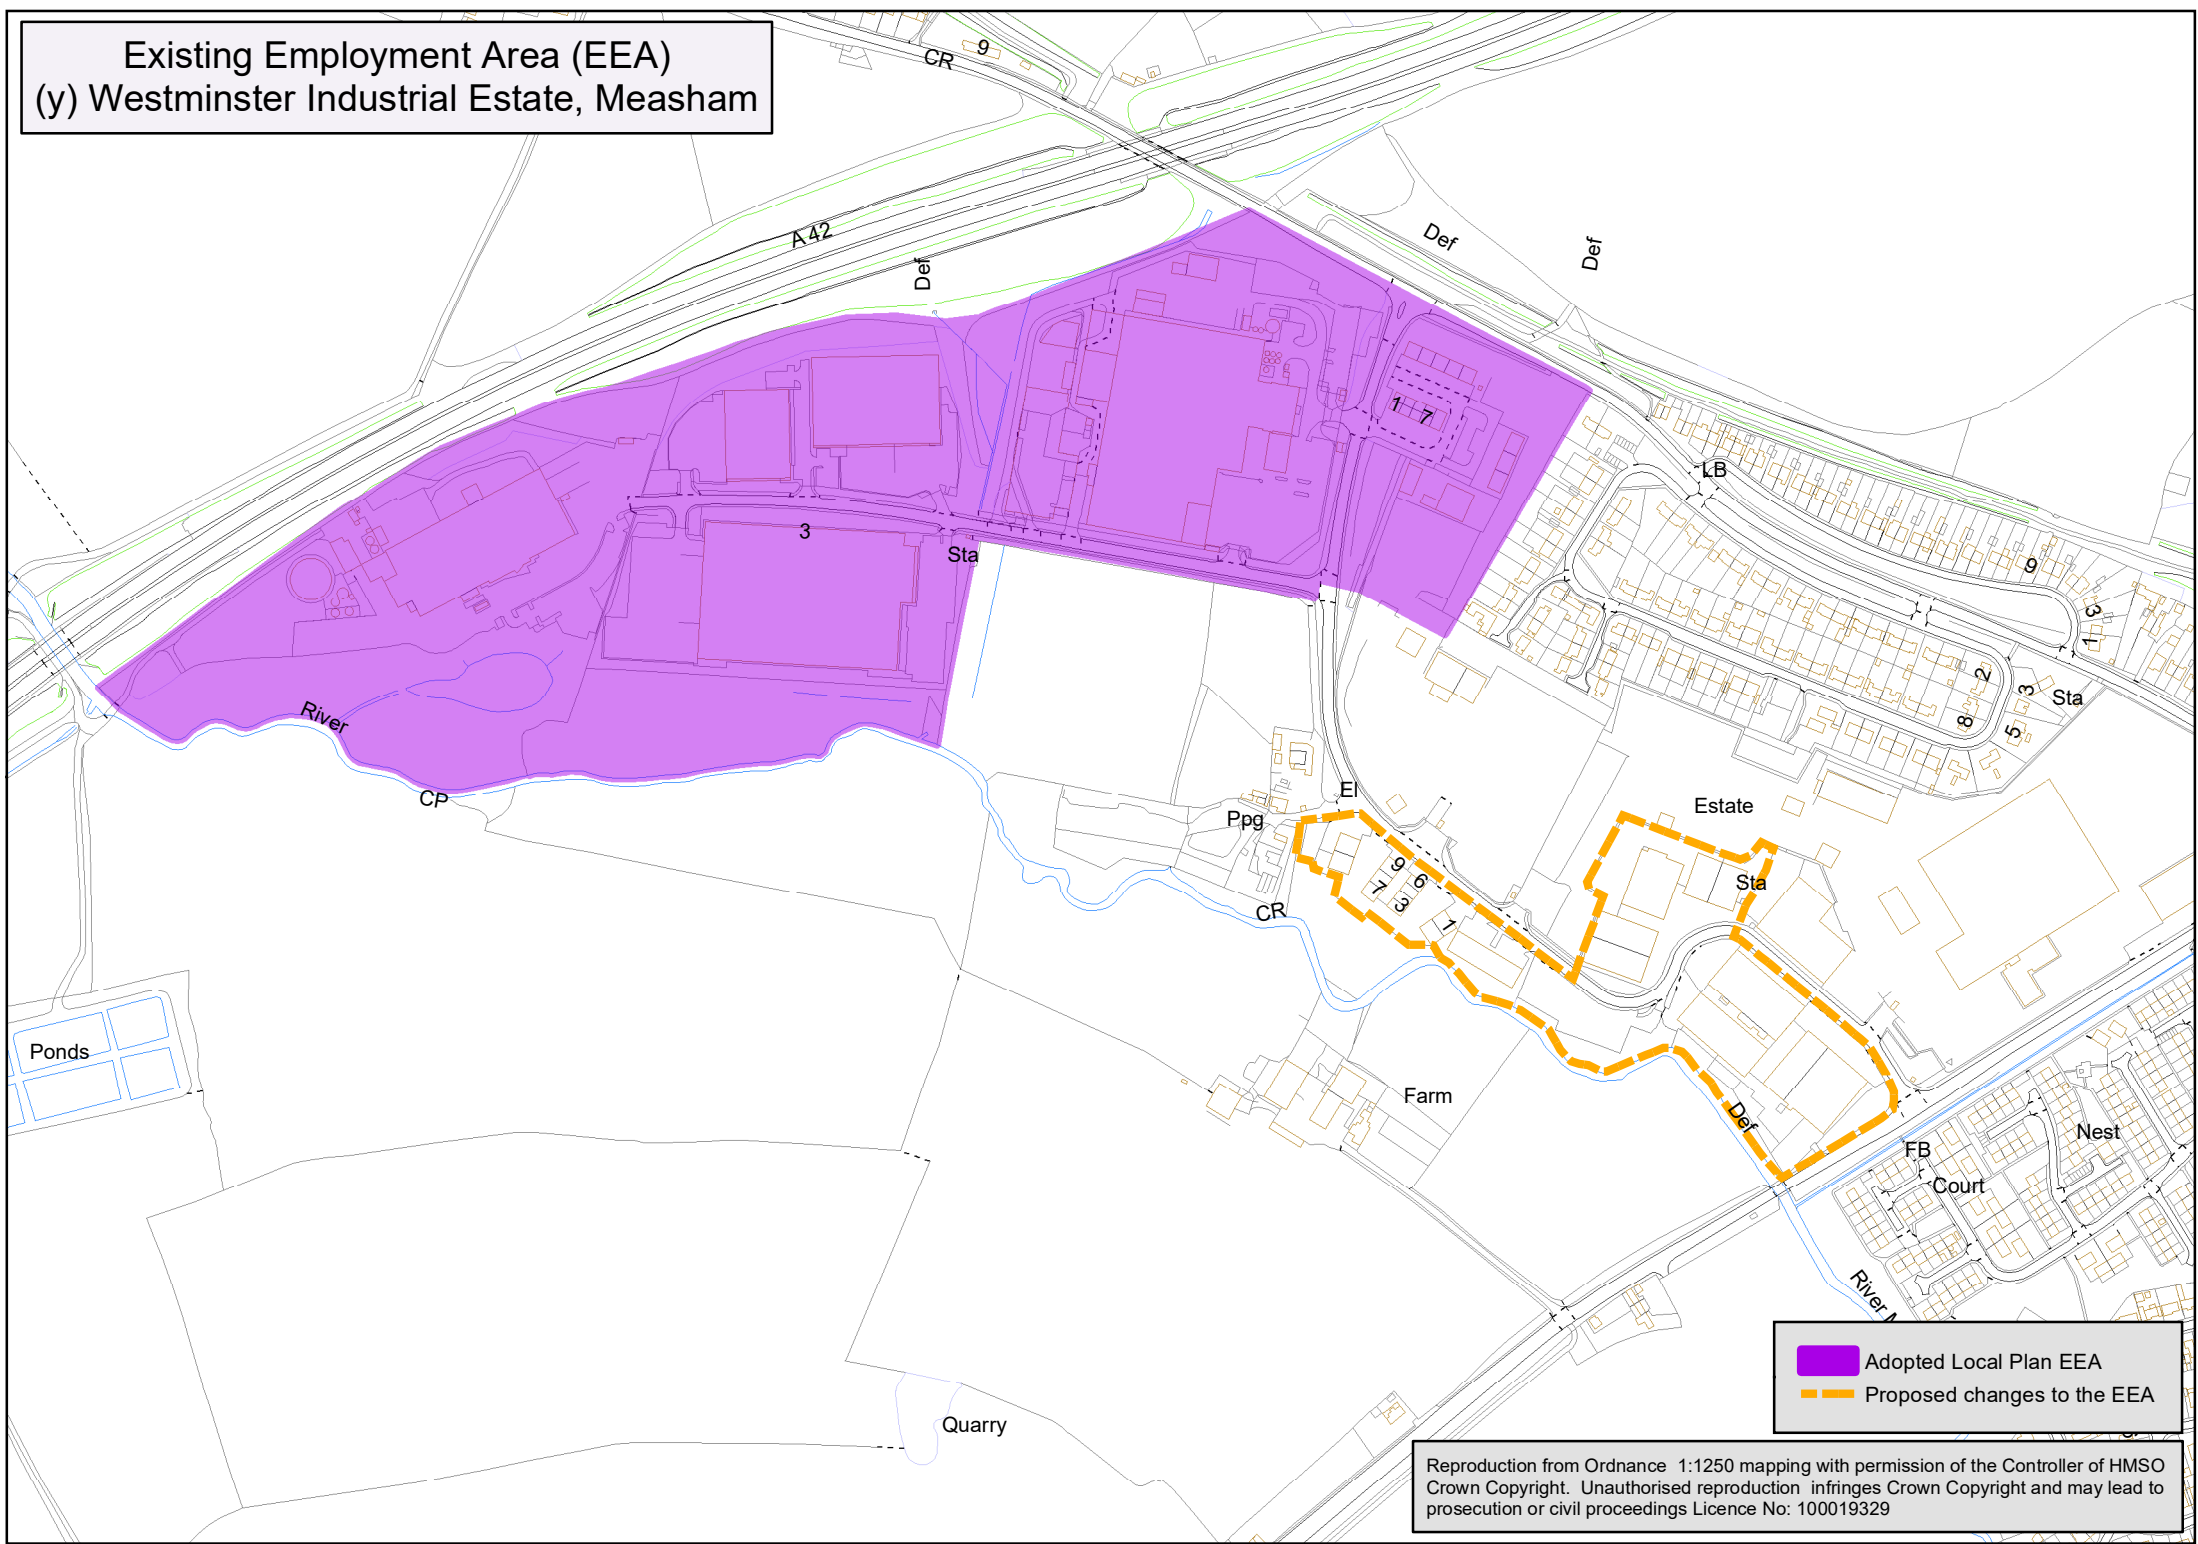 Existing Employment Area (EEA)
(y) Westminster Industrial Estate, Measham
CR
9
A 42
Def
Def
Def
1 7
LB
3
Sta
9
3
1
2
3
Sta
8
5
River
CP
El
Ppg
Estate
9
6
7
3
1
Sta
CR
Ponds
Farm
Def
Nest
FB
Court
River M
Quarry
Adopted Local Plan EEA
Proposed changes to the EEA
Reproduction from Ordnance 1:1250 mapping with permission of the Controller of HMSO
Crown Copyright. Unauthorised reproduction infringes Crown Copyright and may lead to
prosecution or civil proceedings Licence No: 100019329